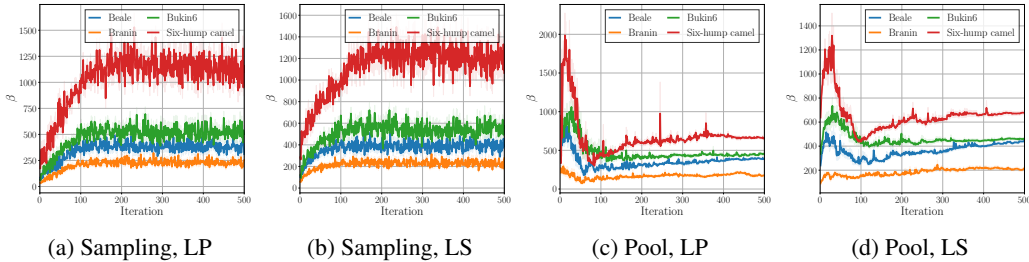 Beale
Bukin6
Branin
Six-hump camel
1500
1250
1000
750
500
250
0
β
0
100
200
300
400
500
Iteration
(a) Sampling, LP
Beale
Bukin6
Branin
Six-hump camel
1600
1400
1200
1000
800
600
400
200
0
β
0
100
200
300
400
500
Iteration
(b) Sampling, LS
Beale
Bukin6
Branin
Six-hump camel
2000
1500
1000
500
0
β
0
100
200
300
400
500
Iteration
(c) Pool, LP
Beale
Bukin6
Branin
Six-hump camel
1400
1200
1000
800
600
400
200
β
0
100
200
300
400
500
Iteration
(d) Pool, LS